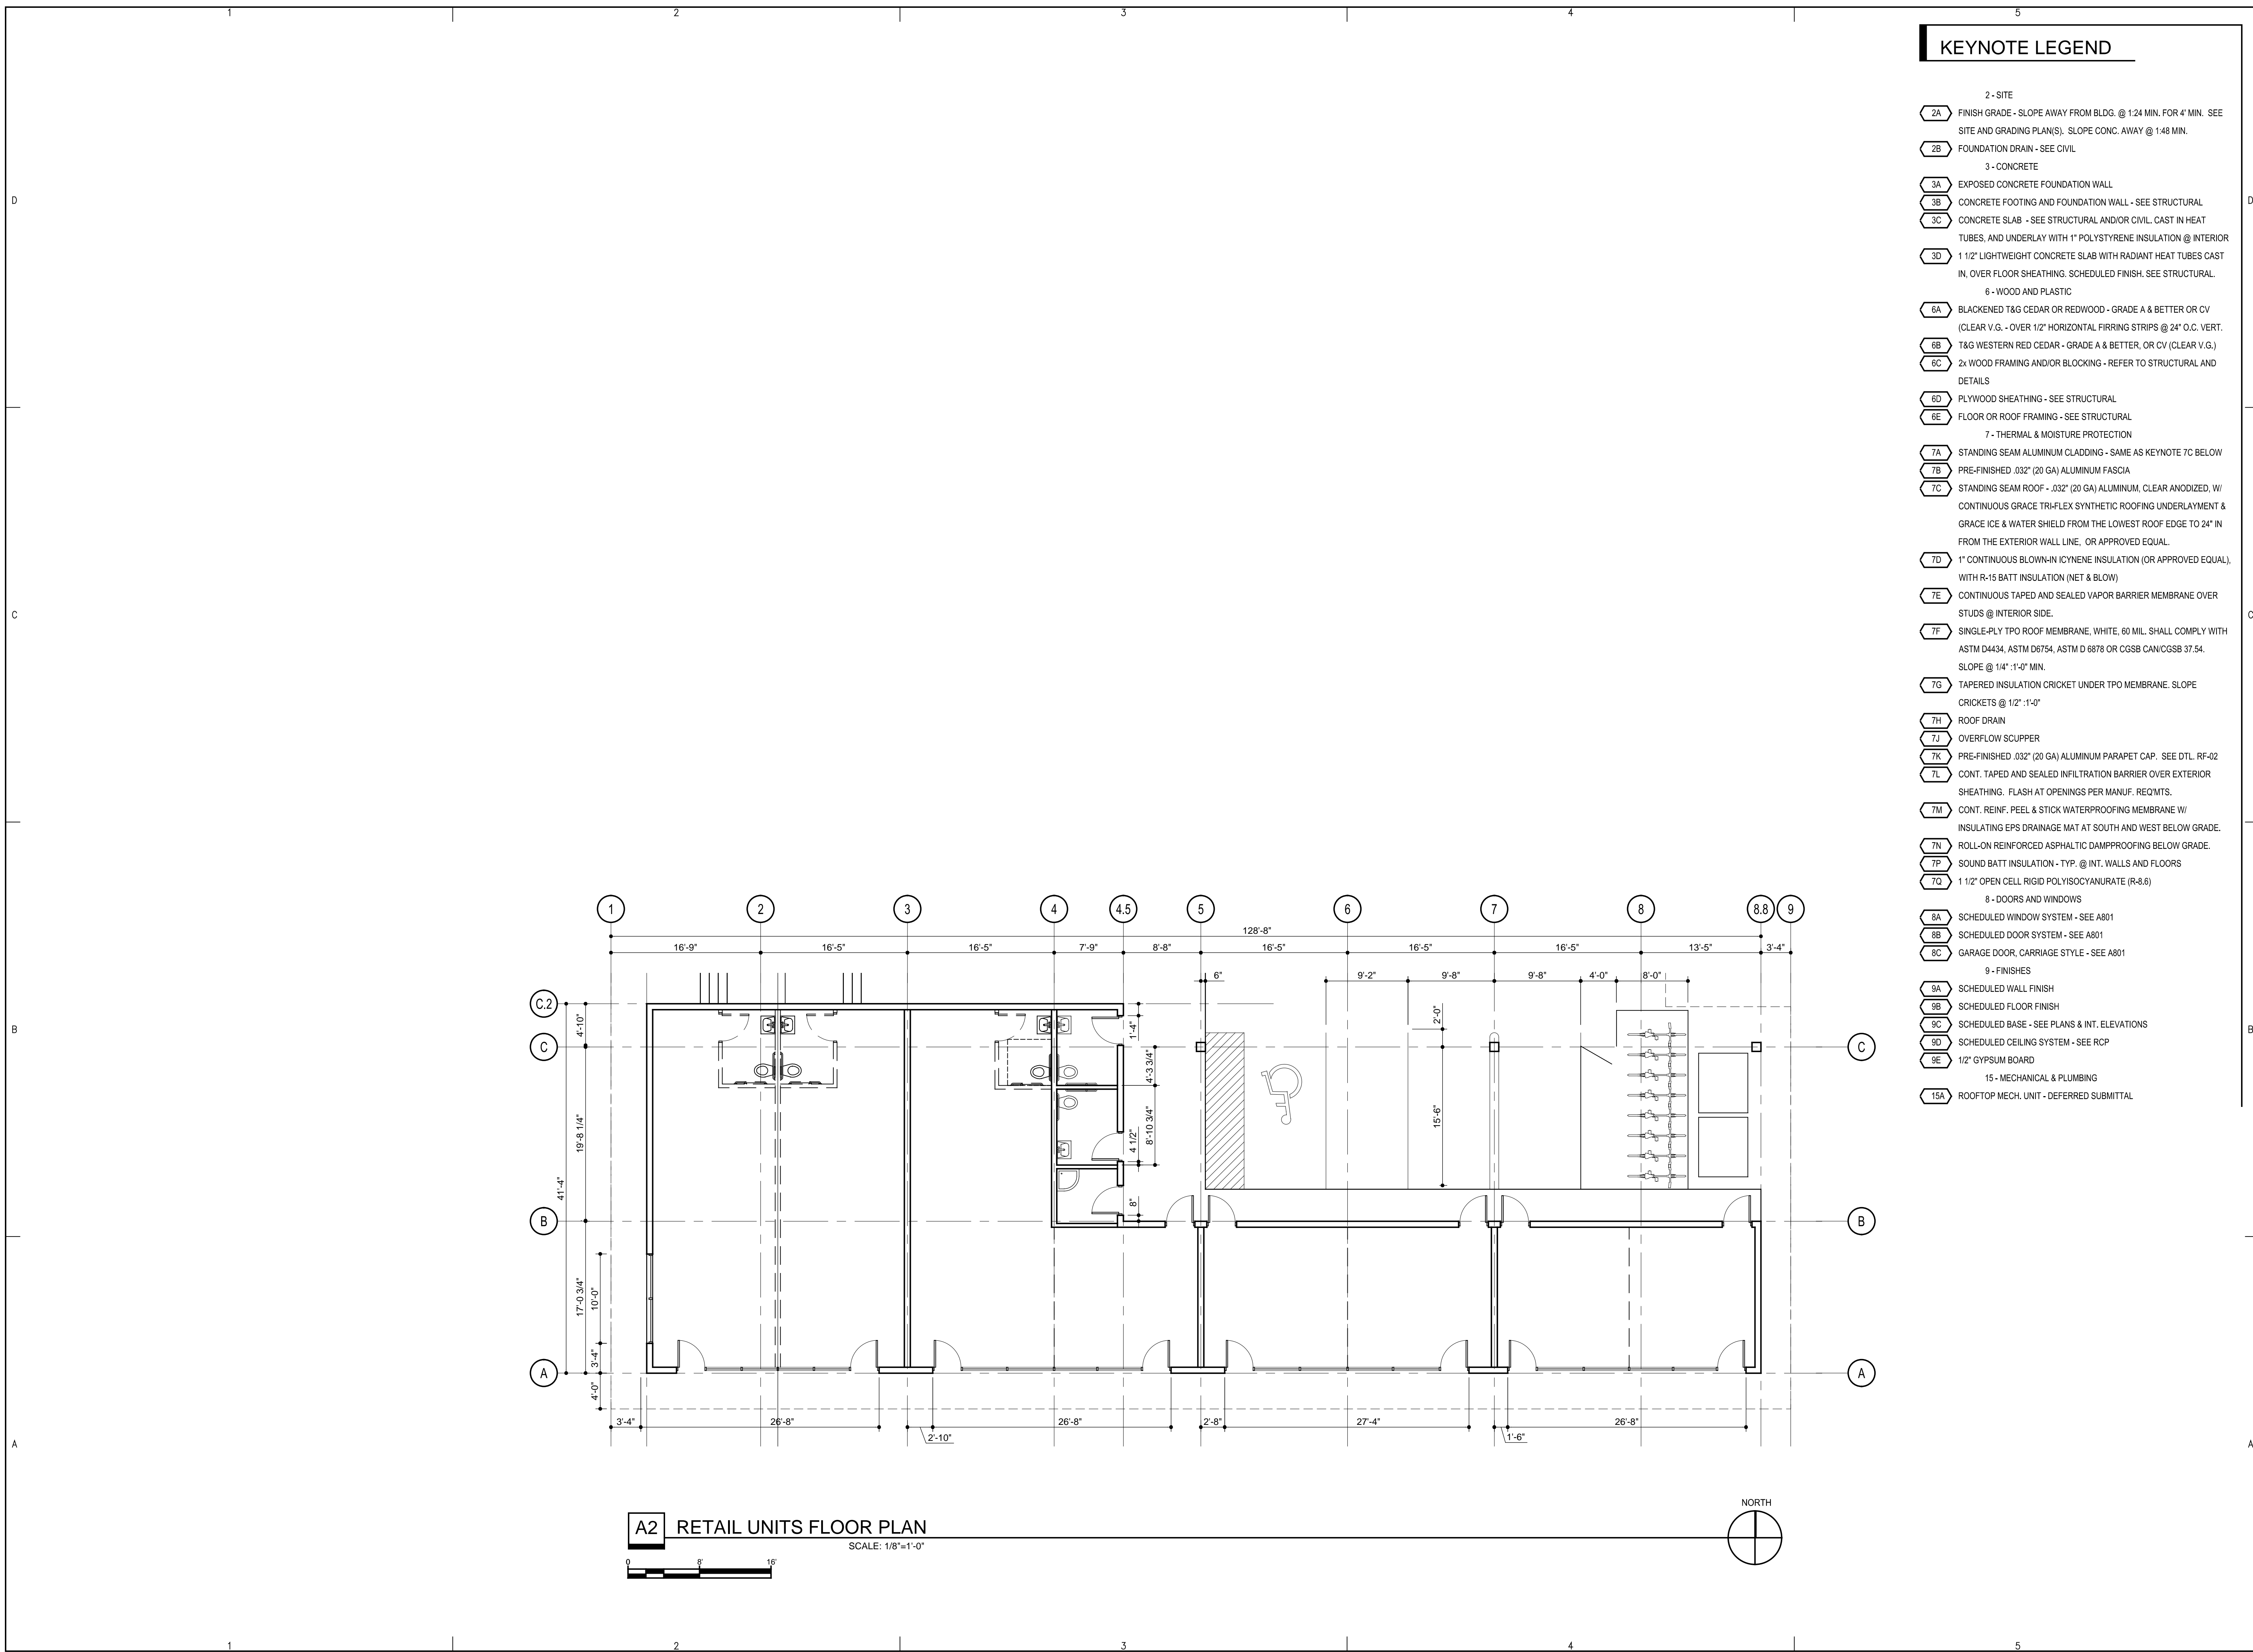 1 2 3 4 5
KEYNOTE LEGEND
2 - SITE
2A FINISH GRADE - SLOPE AWAY FROM BLDG. @ 1:24 MIN. FOR 4' MIN. SEE
SITE AND GRADING PLAN(S). SLOPE CONC. AWAY @ 1:48 MIN.
2B FOUNDATION DRAIN - SEE CIVIL
3 - CONCRETE
3A EXPOSED CONCRETE FOUNDATION WALL
3B CONCRETE FOOTING AND FOUNDATION WALL - SEE STRUCTURAL
3C CONCRETE SLAB - SEE STRUCTURAL AND/OR CIVIL. CAST IN HEAT
TUBES, AND UNDERLAY WITH 1" POLYSTYRENE INSULATION @ INTERIOR
3D 1 1/2" LIGHTWEIGHT CONCRETE SLAB WITH RADIANT HEAT TUBES CAST
IN, OVER FLOOR SHEATHING. SCHEDULED FINISH. SEE STRUCTURAL.
6 - WOOD AND PLASTIC
6A BLACKENED T&G CEDAR OR REDWOOD - GRADE A & BETTER OR CV
(CLEAR V.G. - OVER 1/2" HORIZONTAL FIRRING STRIPS @ 24" O.C. VERT.
6B T&G WESTERN RED CEDAR - GRADE A & BETTER, OR CV (CLEAR V.G.)
6C 2x WOOD FRAMING AND/OR BLOCKING - REFER TO STRUCTURAL AND
DETAILS
6D PLYWOOD SHEATHING - SEE STRUCTURAL
6E FLOOR OR ROOF FRAMING - SEE STRUCTURAL
7 - THERMAL & MOISTURE PROTECTION
7A STANDING SEAM ALUMINUM CLADDING - SAME AS KEYNOTE 7C BELOW
7B PRE-FINISHED .032" (20 GA) ALUMINUM FASCIA
7C STANDING SEAM ROOF - .032" (20 GA) ALUMINUM, CLEAR ANODIZED, W/
CONTINUOUS GRACE TRI-FLEX SYNTHETIC ROOFING UNDERLAYMENT &
GRACE ICE & WATER SHIELD FROM THE LOWEST ROOF EDGE TO 24" IN
FROM THE EXTERIOR WALL LINE, OR APPROVED EQUAL.
7D 1" CONTINUOUS BLOWN-IN ICYNENE INSULATION (OR APPROVED EQUAL),
WITH R-15 BATT INSULATION (NET & BLOW)
7E CONTINUOUS TAPED AND SEALED VAPOR BARRIER MEMBRANE OVER
STUDS @ INTERIOR SIDE.
7F SINGLE-PLY TPO ROOF MEMBRANE, WHITE, 60 MIL. SHALL COMPLY WITH
ASTM D4434, ASTM D6754, ASTM D 6878 OR CGSB CAN/CGSB 37.54.
SLOPE @ 1/4" :1'-0" MIN.
7G TAPERED INSULATION CRICKET UNDER TPO MEMBRANE. SLOPE
CRICKETS @ 1/2" :1'-0"
7H ROOF DRAIN
7J OVERFLOW SCUPPER
7K PRE-FINISHED .032" (20 GA) ALUMINUM PARAPET CAP. SEE DTL. RF-02
7L CONT. TAPED AND SEALED INFILTRATION BARRIER OVER EXTERIOR
SHEATHING. FLASH AT OPENINGS PER MANUF. REQ'MTS.
7M CONT. REINF. PEEL & STICK WATERPROOFING MEMBRANE W/
INSULATING EPS DRAINAGE MAT AT SOUTH AND WEST BELOW GRADE.
7N ROLL-ON REINFORCED ASPHALTIC DAMPPROOFING BELOW GRADE.
7P SOUND BATT INSULATION - TYP. @ INT. WALLS AND FLOORS
7Q 1 1/2" OPEN CELL RIGID POLYISOCYANURATE (R-8.6)
8 - DOORS AND WINDOWS
8A SCHEDULED WINDOW SYSTEM - SEE A801
8B SCHEDULED DOOR SYSTEM - SEE A801
8C GARAGE DOOR, CARRIAGE STYLE - SEE A801
9 - FINISHES
9A SCHEDULED WALL FINISH
9B SCHEDULED FLOOR FINISH
9C SCHEDULED BASE - SEE PLANS & INT. ELEVATIONS
9D SCHEDULED CEILING SYSTEM - SEE RCP
9E 1/2" GYPSUM BOARD
15 - MECHANICAL & PLUMBING
15A ROOFTOP MECH. UNIT - DEFERRED SUBMITTAL
D D
C C
B B
A A
1 2 3 4 4.5 5 6 7 8 8.8 9
128'-8"
16'-9" 16'-5" 16'-5" 7'-9" 8'-8" 16'-5" 16'-5" 16'-5" 13'-5" 3'-4"
6" 9'-2" 9'-8" 9'-8" 4'-0" 8'-0"
C.2
4'-10"
1'-4"
2'-0"
C C
4'-3 3/4"
19'-8 1/4"
4 1/2"
8'-10 3/4"
15'-6"
41'-4"
8"
B B
17'-0 3/4"
10'-0"
3'-4"
A A
4'-0"
3'-4" 26'-8" 26'-8" 2'-8" 27'-4" 26'-8"
2'-10" 1'-6"
NORTH
A2 RETAIL UNITS FLOOR PLAN
SCALE: 1/8"=1'-0"
0 8' 16'
1 2 3 4 5